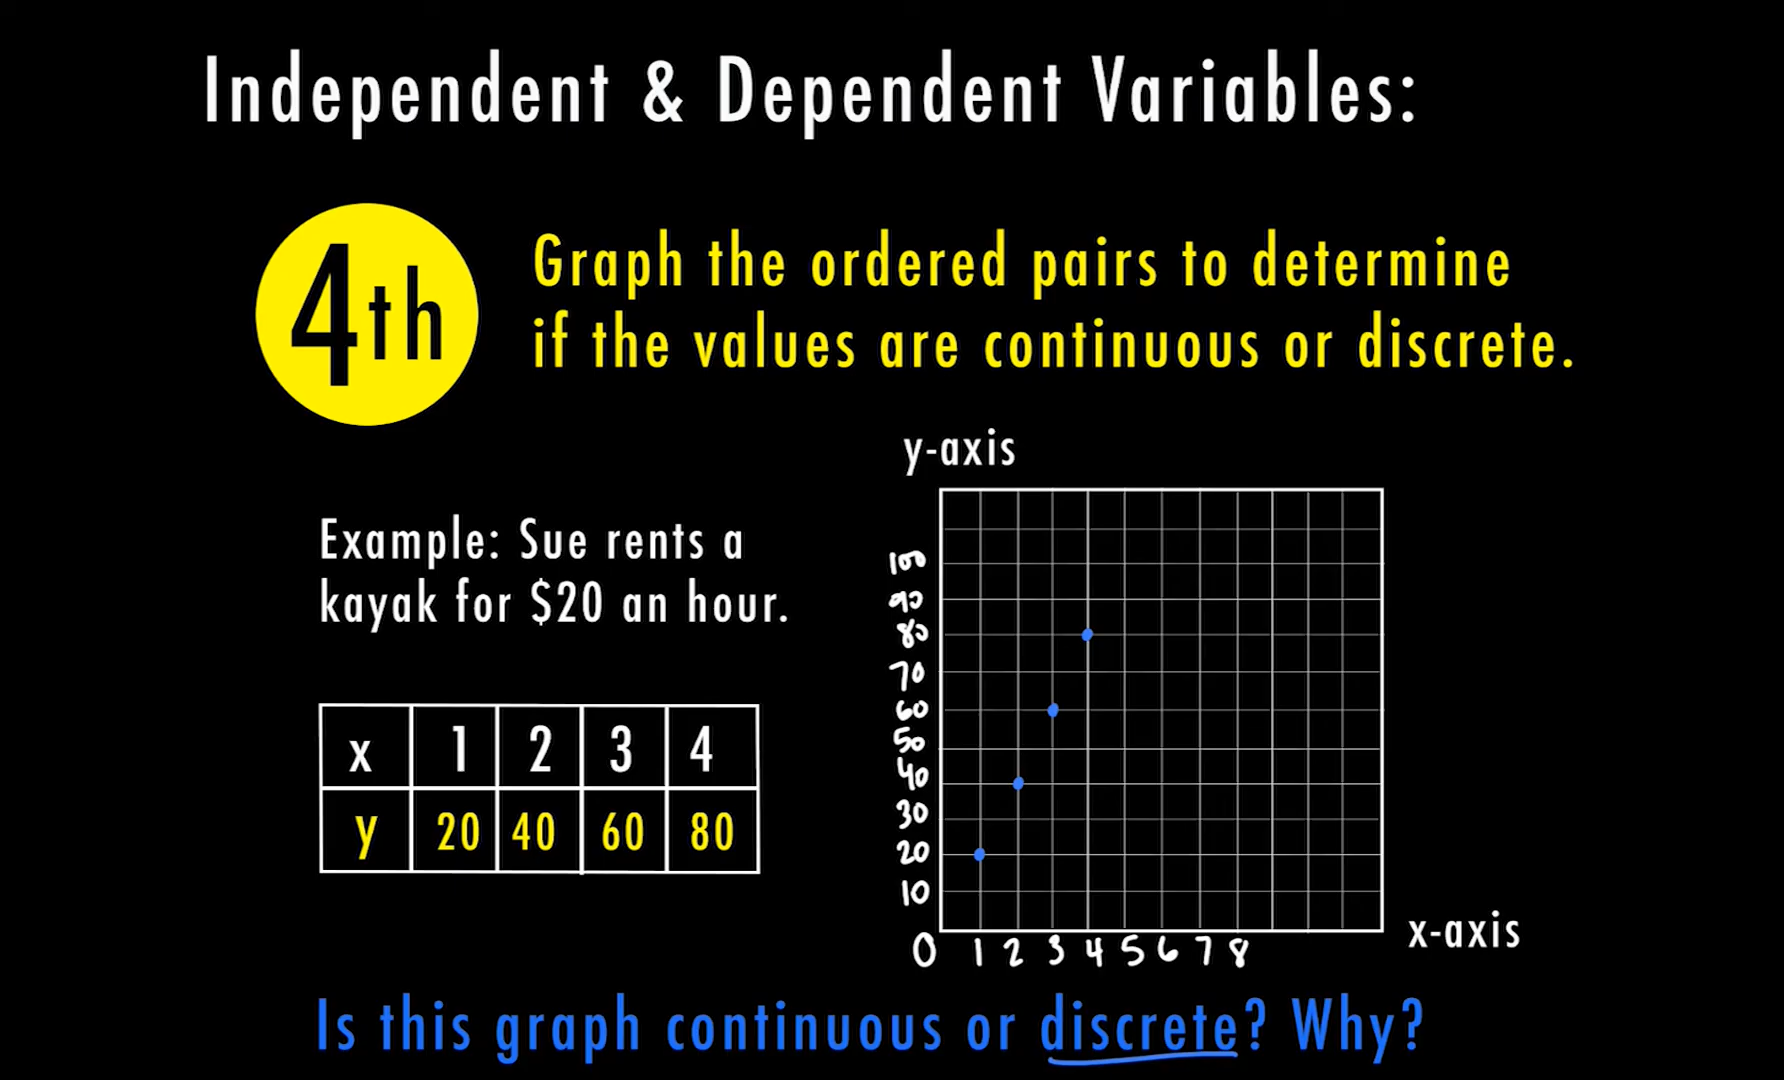 Independent & Dependent Variables:
4th
Graph the ordered pairs to determine
if the values are continuous or discrete.
Example: Sue rents a
kayak for $20 an hour.
x 1 2 3 4
y 20 40 60 80
y-axis
100
90
80
70
60
50
40
30
20
10
0 1 2 3 4 5 6 7 8
x-axis
Is this graph continuous or discrete? Why?